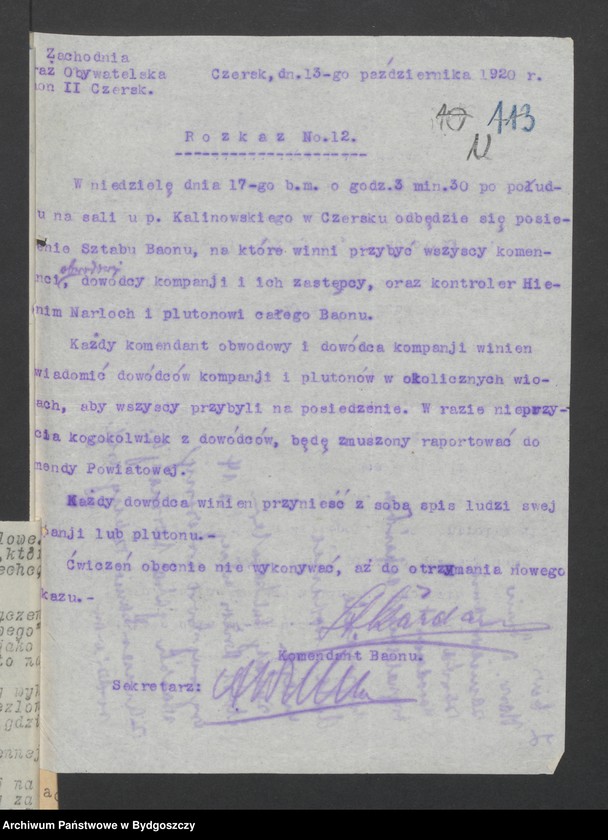 Zachodnia
raż Obywatelska
on II Czersk.
Czersk, dn. 13-go października 1920 r.
10 113
12
Rozkaz No.12.
W niedzielę dnia 17-go b.m. o godz.3 min.30 po połud-
u na sali u p. Kalinowskiego w Czersku odbędzie się posie-
enie Sztabu Baonu, na które winni przybyć wszyscy komen-
obwodowi
nci, dowódcy kompanji i ich zastępcy, oraz kontroler Hie-
nim Narloch i plutonowi całego Baonu.
Każdy komendant obwodowy i dowódca kompanji winien
wiadomić dowódców kompanji i plutonów w okolicznych wio-
ach, aby wszyscy przybyli na posiedzenie. W razie nieprzy-
cia kogokolwiek z dowódców, będę zmuszony raportować do
mendy Powiatowej.
Każdy dowódca winien przynieść z sobą spis ludzi swej
panji lub plutonu.-
Ćwiczeń obecnie nie wykonywać, aż do otrzymania nowego
kazu.-
Komendant Baonu.
Sekretarz:
Archiwum Państwowe w Bydgoszczy